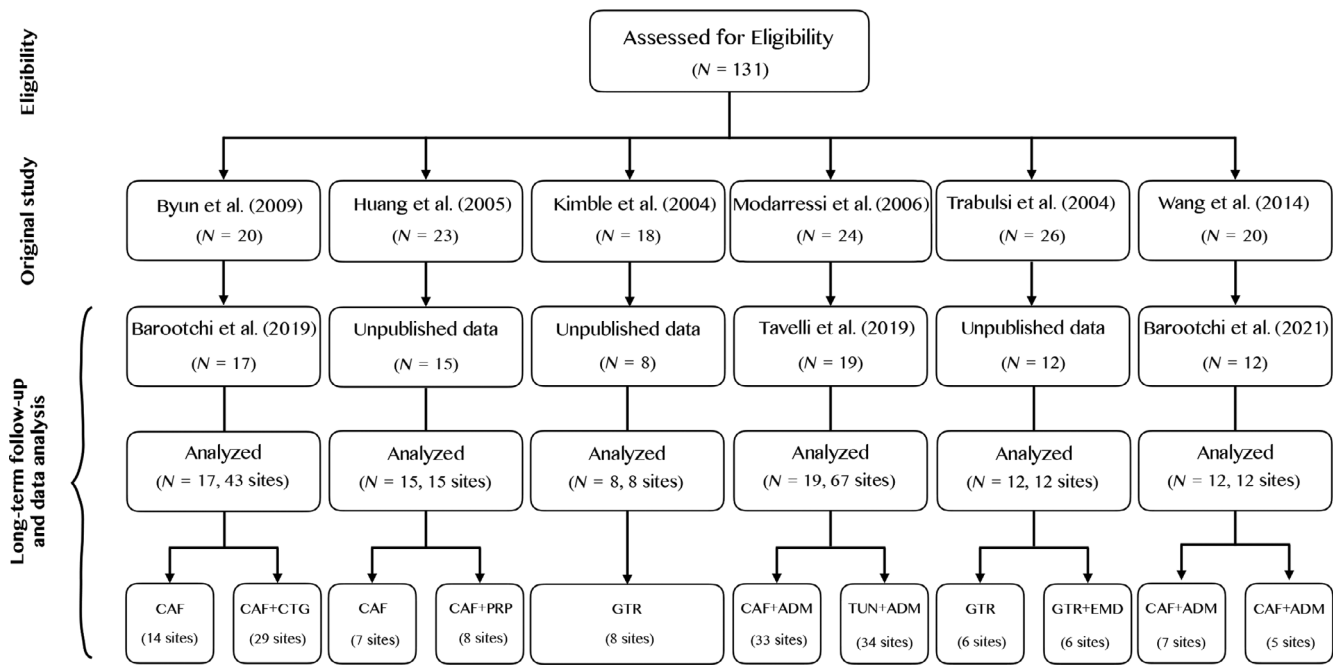 Eligibility
Assessed for Eligibility
(N = 131)
Original study
Byun et al. (2009)
(N = 20)
Huang et al. (2005)
(N = 23)
Kimble et al. (2004)
(N = 18)
Modarressi et al. (2006)
(N = 24)
Trabulsi et al. (2004)
(N = 26)
Wang et al. (2014)
(N = 20)
Long-term follow-up
and data analysis
Barootchi et al. (2019)
(N = 17)
Unpublished data
(N = 15)
Unpublished data
(N = 8)
Tavelli et al. (2019)
(N = 19)
Unpublished data
(N = 12)
Barootchi et al. (2021)
(N = 12)
Analyzed
(N = 17, 43 sites)
Analyzed
(N = 15, 15 sites)
Analyzed
(N = 8, 8 sites)
Analyzed
(N = 19, 67 sites)
Analyzed
(N = 12, 12 sites)
Analyzed
(N = 12, 12 sites)
CAF
(14 sites)
CAF+CTG
(29 sites)
CAF
(7 sites)
CAF+PRP
(8 sites)
GTR
(8 sites)
CAF+ADM
(33 sites)
TUN+ADM
(34 sites)
GTR
(6 sites)
GTR+EMD
(6 sites)
CAF+ADM
(7 sites)
CAF+ADM
(5 sites)